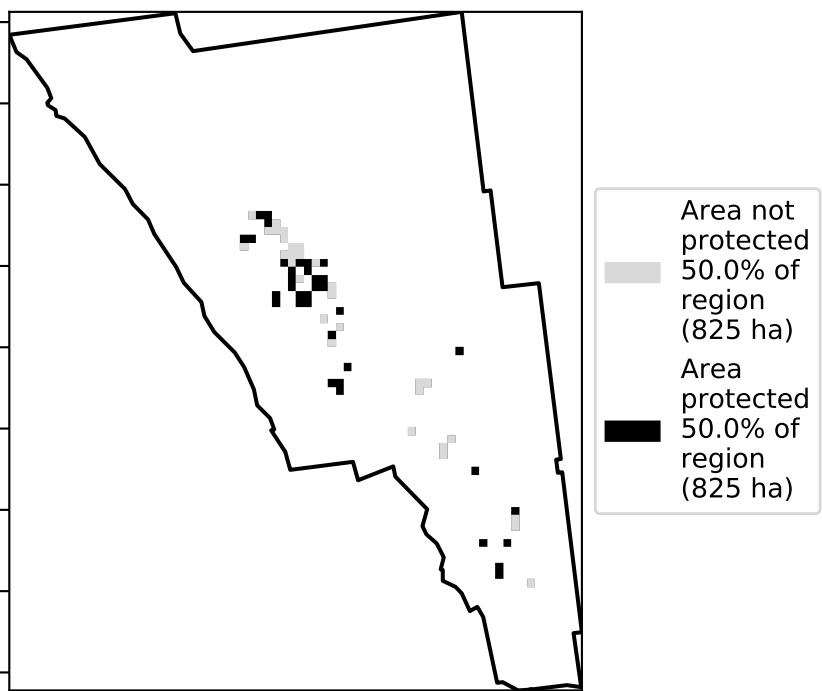 Area not
protected
50.0% of
region
(825 ha)
Area
protected
50.0% of
region
(825 ha)